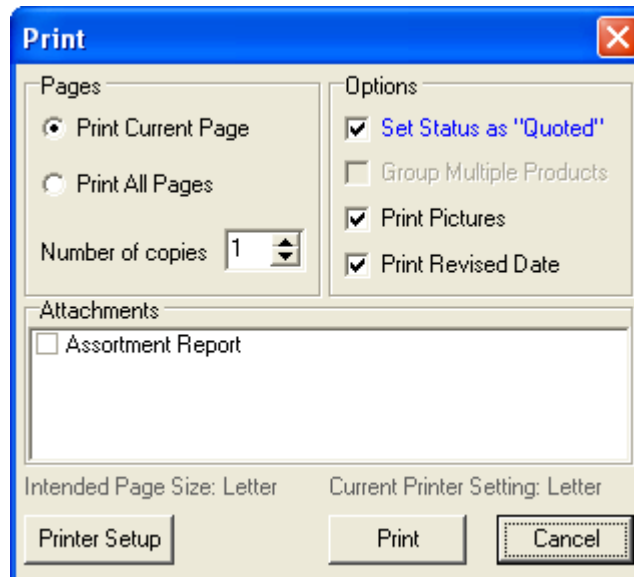 Print
Pages
Print Current Page
Print All Pages
Number of copies 1
Options
Set Status as "Quoted"
Group Multiple Products
Print Pictures
Print Revised Date
Attachments
Assortment Report
Intended Page Size: Letter
Current Printer Setting: Letter
Printer Setup
Print
Cancel